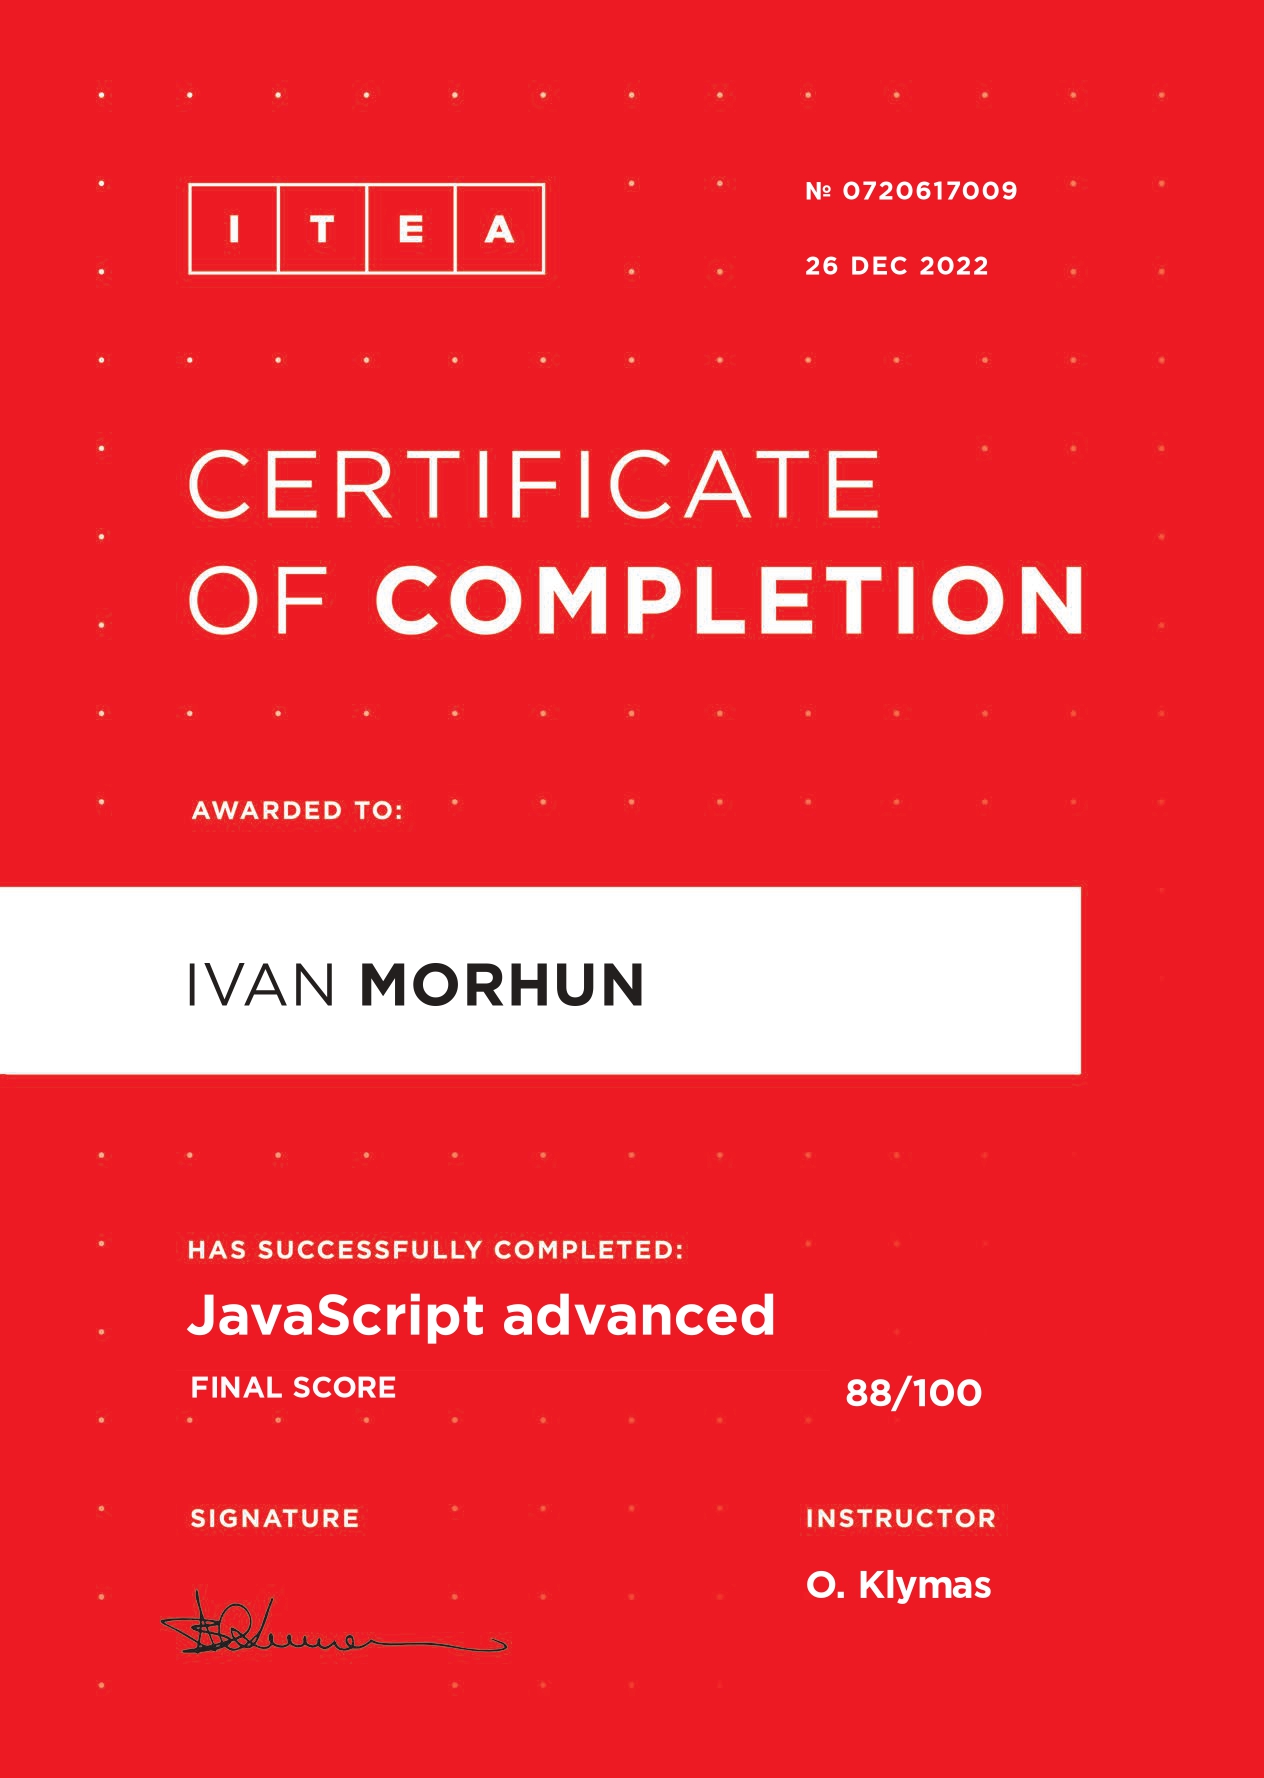 ITEA
№ 0720617009
26 DEC 2022
CERTIFICATE
OF COMPLETION
AWARDED TO:
IVAN MORHUN
HAS SUCCESSFULLY COMPLETED:
JavaScript advanced
FINAL SCORE 88/100
SIGNATURE
INSTRUCTOR
O. Klymas